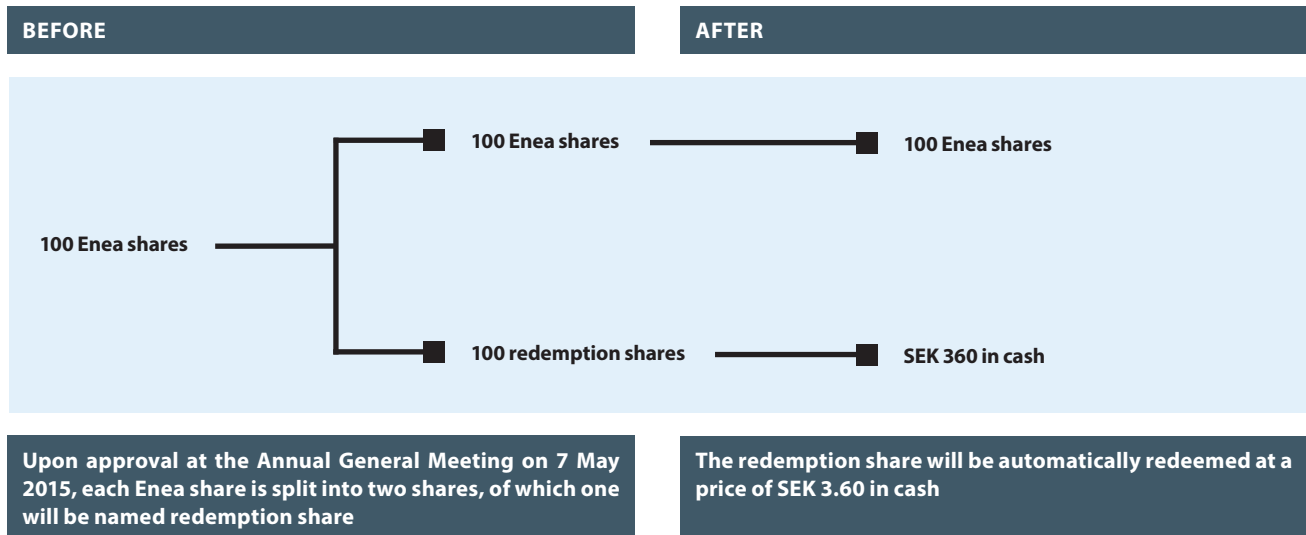 BEFORE
AFTER
100 Enea shares
100 Enea shares
100 Enea shares
100 redemption shares
SEK 360 in cash
Upon approval at the Annual General Meeting on 7 May
2015, each Enea share is split into two shares, of which one
will be named redemption share
The redemption share will be automatically redeemed at a
price of SEK 3.60 in cash